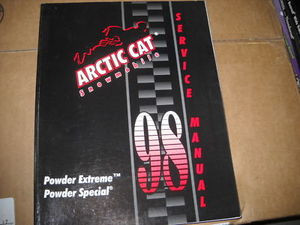 ARCTIC CAT
Snowmobile
SERVICE MANUAL
98
Powder Extreme™
Powder Special®